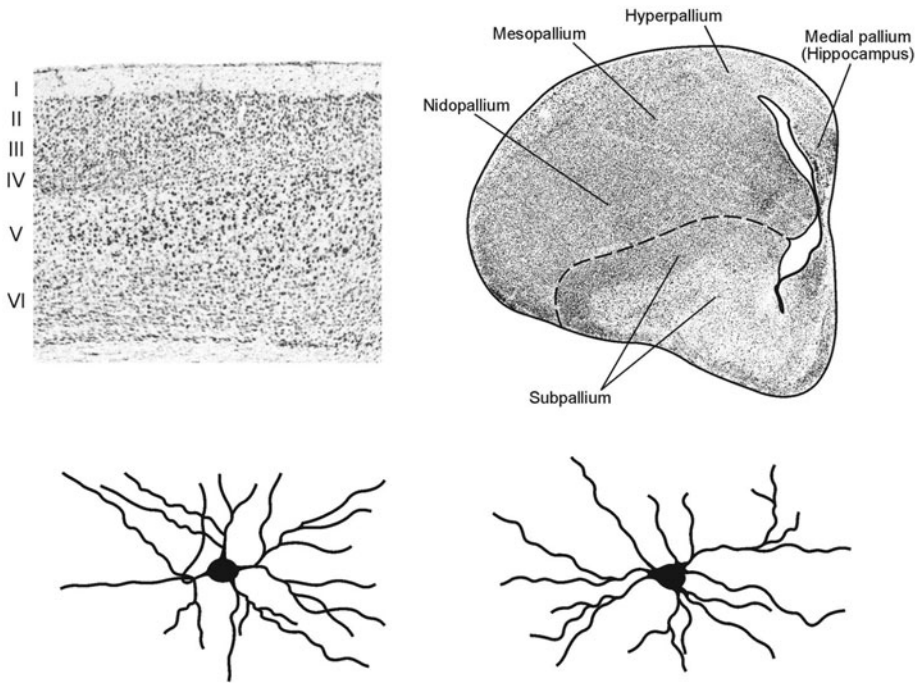 I
II
III
IV
V
VI
Hyperpallium
Mesopallium
Medial pallium
(Hippocampus)
Nidopallium
Subpallium